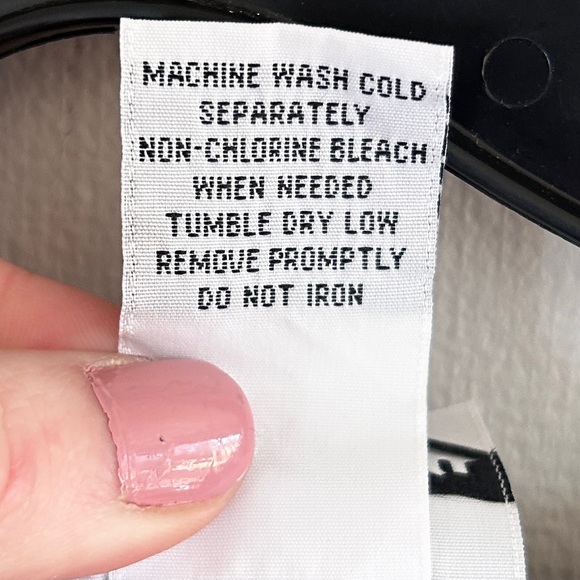 MACHINE WASH COLD
SEPARATELY
NON-CHLORINE BLEACH
WHEN NEEDED
TUMBLE DRY LOW
REMOVE PROMPTLY
DO NOT IRON